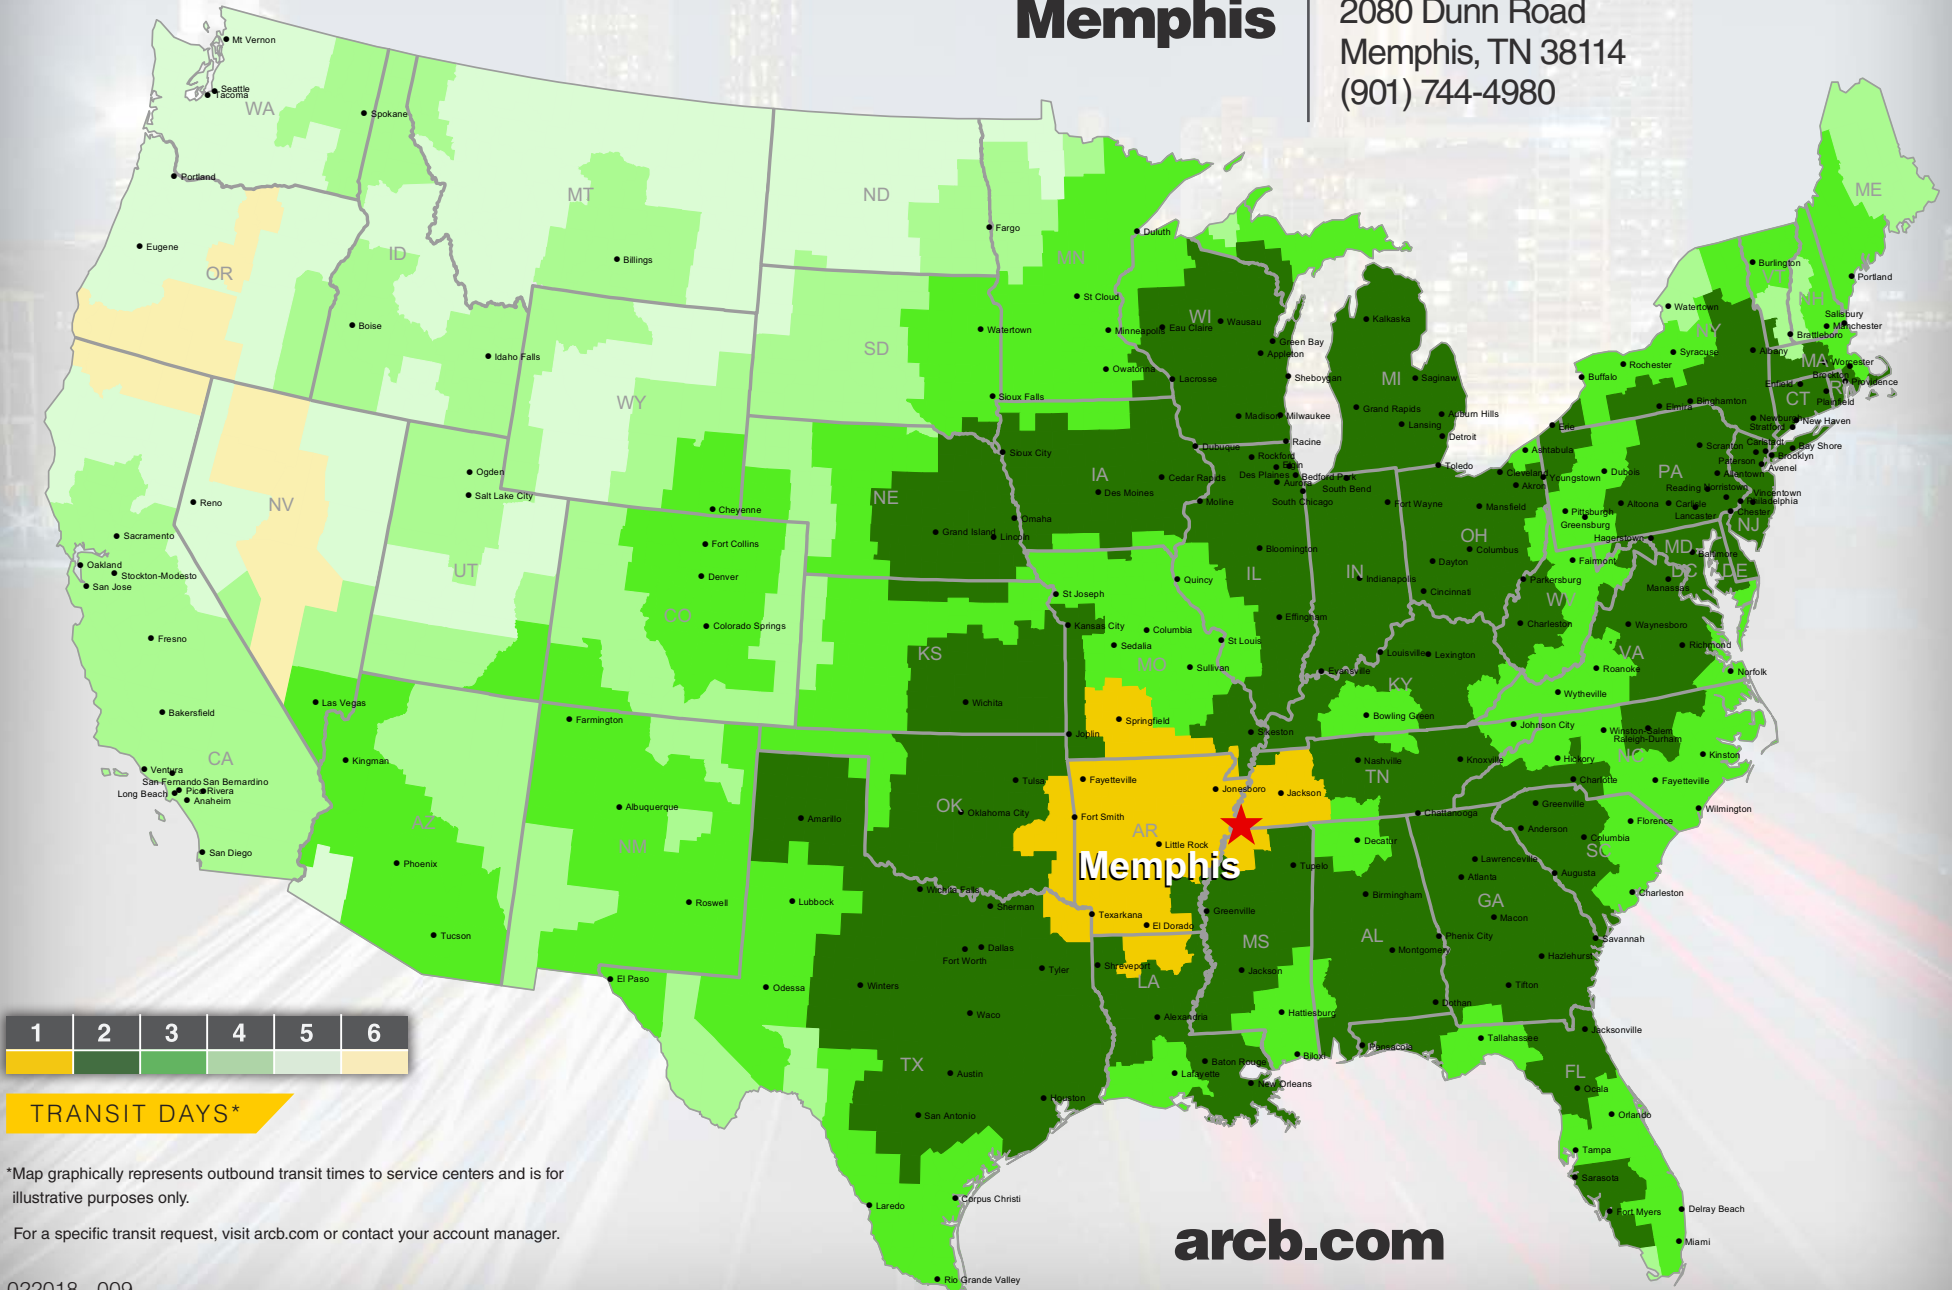 Memphis
2080 Dunn Road
Memphis, TN 38114
(901) 744-4980
Mt Vernon
Seattle
Tacoma
WA
Spokane
Portland
Eugene
OR
ID
Boise
Idaho Falls
MT
Billings
ND
Fargo
MN
Duluth
St Cloud
Minneapolis
Owatonna
SD
Watertown
Sioux Falls
WY
Cheyenne
Ogden
Salt Lake City
UT
NV
Reno
Las Vegas
Sacramento
Oakland
Stockton-Modesto
San Jose
Fresno
Bakersfield
CA
Ventura
San Fernando
San Bernardino
Long Beach
Pico Rivera
Anaheim
San Diego
Kingman
AZ
Phoenix
Tucson
Farmington
Albuquerque
NM
Roswell
Fort Collins
Denver
CO
Colorado Springs
NE
Grand Island
Lincoln
Omaha
KS
Wichita
OK
Tulsa
Oklahoma City
Amarillo
Lubbock
Wichita Falls
Sherman
Dallas
Fort Worth
Tyler
El Paso
Odessa
Winters
Waco
TX
Austin
Houston
San Antonio
Corpus Christi
Laredo
Rio Grande Valley
WI
Wausau
Eau Claire
Green Bay
Appleton
Lacrosse
Sheboygan
Madison
Milwaukee
Racine
Sioux City
IA
Dubuque
Cedar Rapids
Des Moines
Moline
Rockford
Elgin
Des Plaines
Bedford Park
Aurora
South Chicago
Bloomington
IL
Quincy
Effingham
St Joseph
Kansas City
Columbia
Sedalia
MO
St Louis
Sullivan
Springfield
Joplin
Sikeston
Fayetteville
Jonesboro
Fort Smith
AR
Little Rock
Memphis
Texarkana
El Dorado
Shreveport
LA
Alexandria
Baton Rouge
Lafayette
New Orleans
Greenville
Tupelo
MS
Jackson
Hattiesburg
Biloxi
Kalkaska
MI
Saginaw
Grand Rapids
Lansing
Auburn Hills
Detroit
South Bend
Fort Wayne
IN
Indianapolis
Evansville
Toledo
Cleveland
Akron
Ashtabula
Youngstown
Mansfield
OH
Columbus
Dayton
Cincinnati
Louisville
Lexington
KY
Bowling Green
Jackson
Nashville
TN
Knoxville
Johnson City
Chattanooga
Decatur
Birmingham
AL
Montgomery
Dothan
Pensacola
Lawrenceville
Atlanta
GA
Macon
Phenix City
Augusta
Savannah
Hazlehurst
Tifton
Tallahassee
Jacksonville
FL
Ocala
Orlando
Tampa
Sarasota
Fort Myers
Delray Beach
Miami
Greenville
Anderson
Columbia
SC
Florence
Charleston
Winston-Salem
Raleigh-Durham
NC
Hickory
Charlotte
Fayetteville
Kinston
Wilmington
Parkersburg
Fairmont
WV
Charleston
Waynesboro
VA
Richmond
Roanoke
Wytheville
Norfolk
Manassas
Hagerstown
MD
Baltimore
DC
DE
Erie
Dubois
PA
Pittsburgh
Greensburg
Altoona
Carlisle
Lancaster
Reading
Norristown
Allentown
Scranton
Vincentown
Philadelphia
Chester
NJ
Carlstadt
Paterson
Brooklyn
Avenel
Bay Shore
Buffalo
Rochester
Syracuse
Watertown
NY
Albany
Elmira
Binghamton
Newburgh
Stratford
New Haven
Enfield
CT
Plainfield
RI
Providence
Brockton
MA
Worcester
Brattleboro
Burlington
VT
NH
Salisbury
Manchester
Portland
ME
1 2 3 4 5 6
TRANSIT DAYS*
*Map graphically represents outbound transit times to service centers and is for
illustrative purposes only.
For a specific transit request, visit arcb.com or contact your account manager.
arcb.com